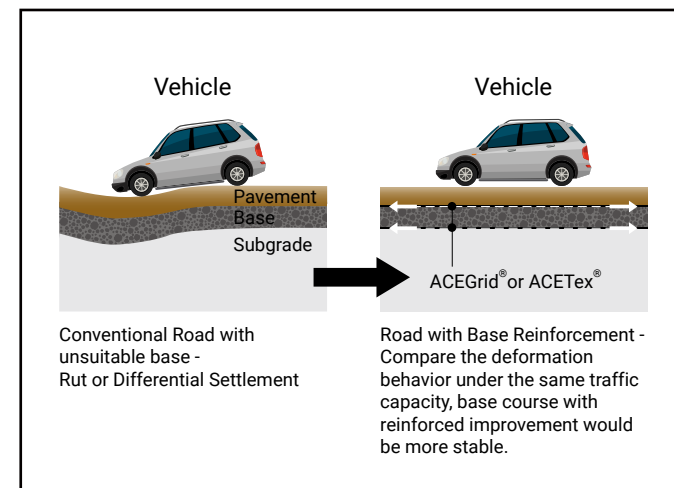 Vehicle
Pavement
Base
Subgrade
Conventional Road with
unsuitable base -
Rut or Differential Settlement
Vehicle
ACEGrid® or ACETex®
Road with Base Reinforcement -
Compare the deformation
behavior under the same traffic
capacity, base course with
reinforced improvement would
be more stable.